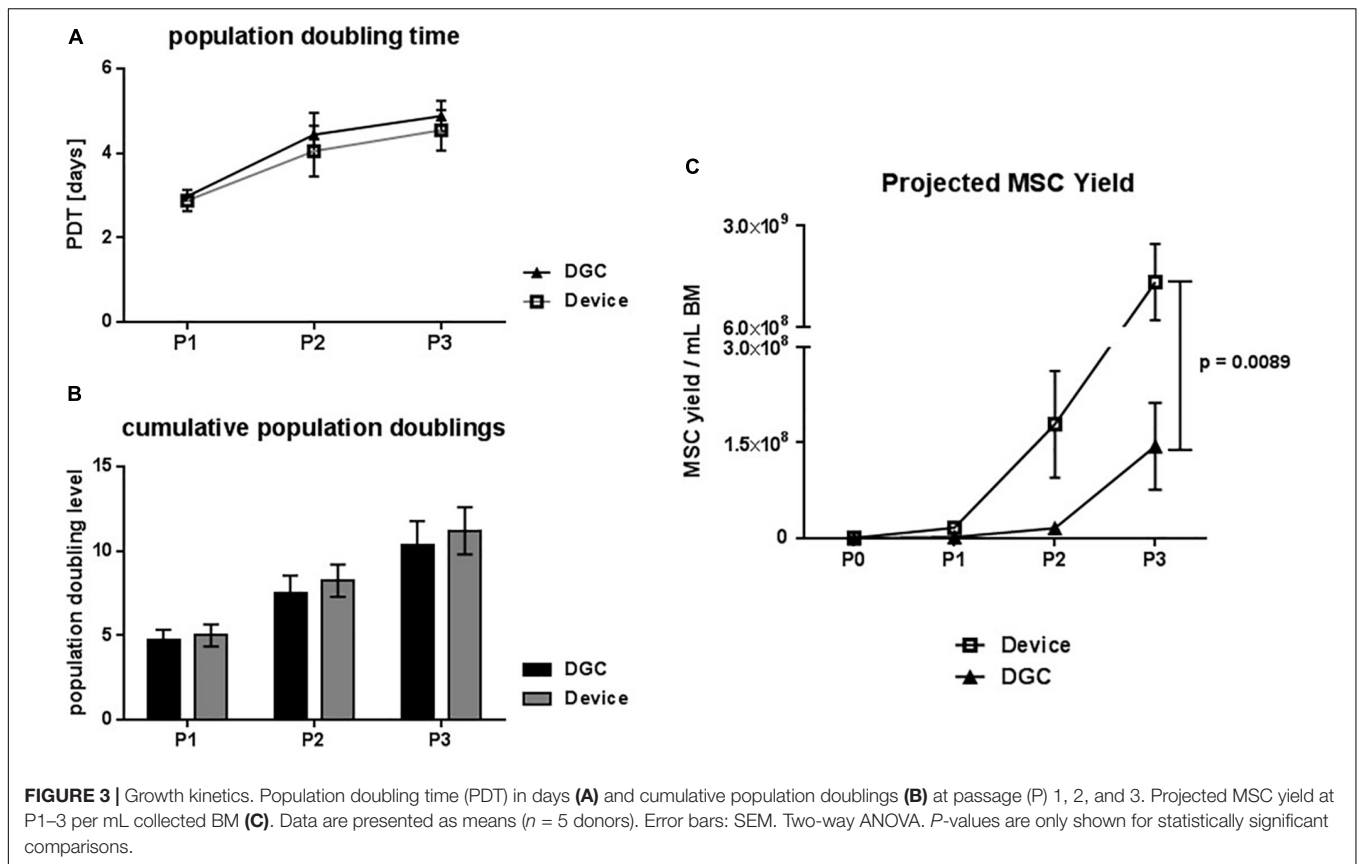 A
population doubling time
PDT [days]
6
4
2
0
P1 P2 P3
DGC
Device
B
cumulative population doublings
population doubling level
15
10
5
0
P1 P2 P3
DGC
Device
C
Projected MSC Yield
MSC yield / mL BM
3.0×10⁹
6.0×10⁸
3.0×10⁸
1.5×10⁸
0
P0 P1 P2 P3
p = 0.0089
Device
DGC
FIGURE 3 | Growth kinetics. Population doubling time (PDT) in days (A) and cumulative population doublings (B) at passage (P) 1, 2, and 3. Projected MSC yield at
P1–3 per mL collected BM (C). Data are presented as means (n = 5 donors). Error bars: SEM. Two-way ANOVA. P-values are only shown for statistically significant
comparisons.